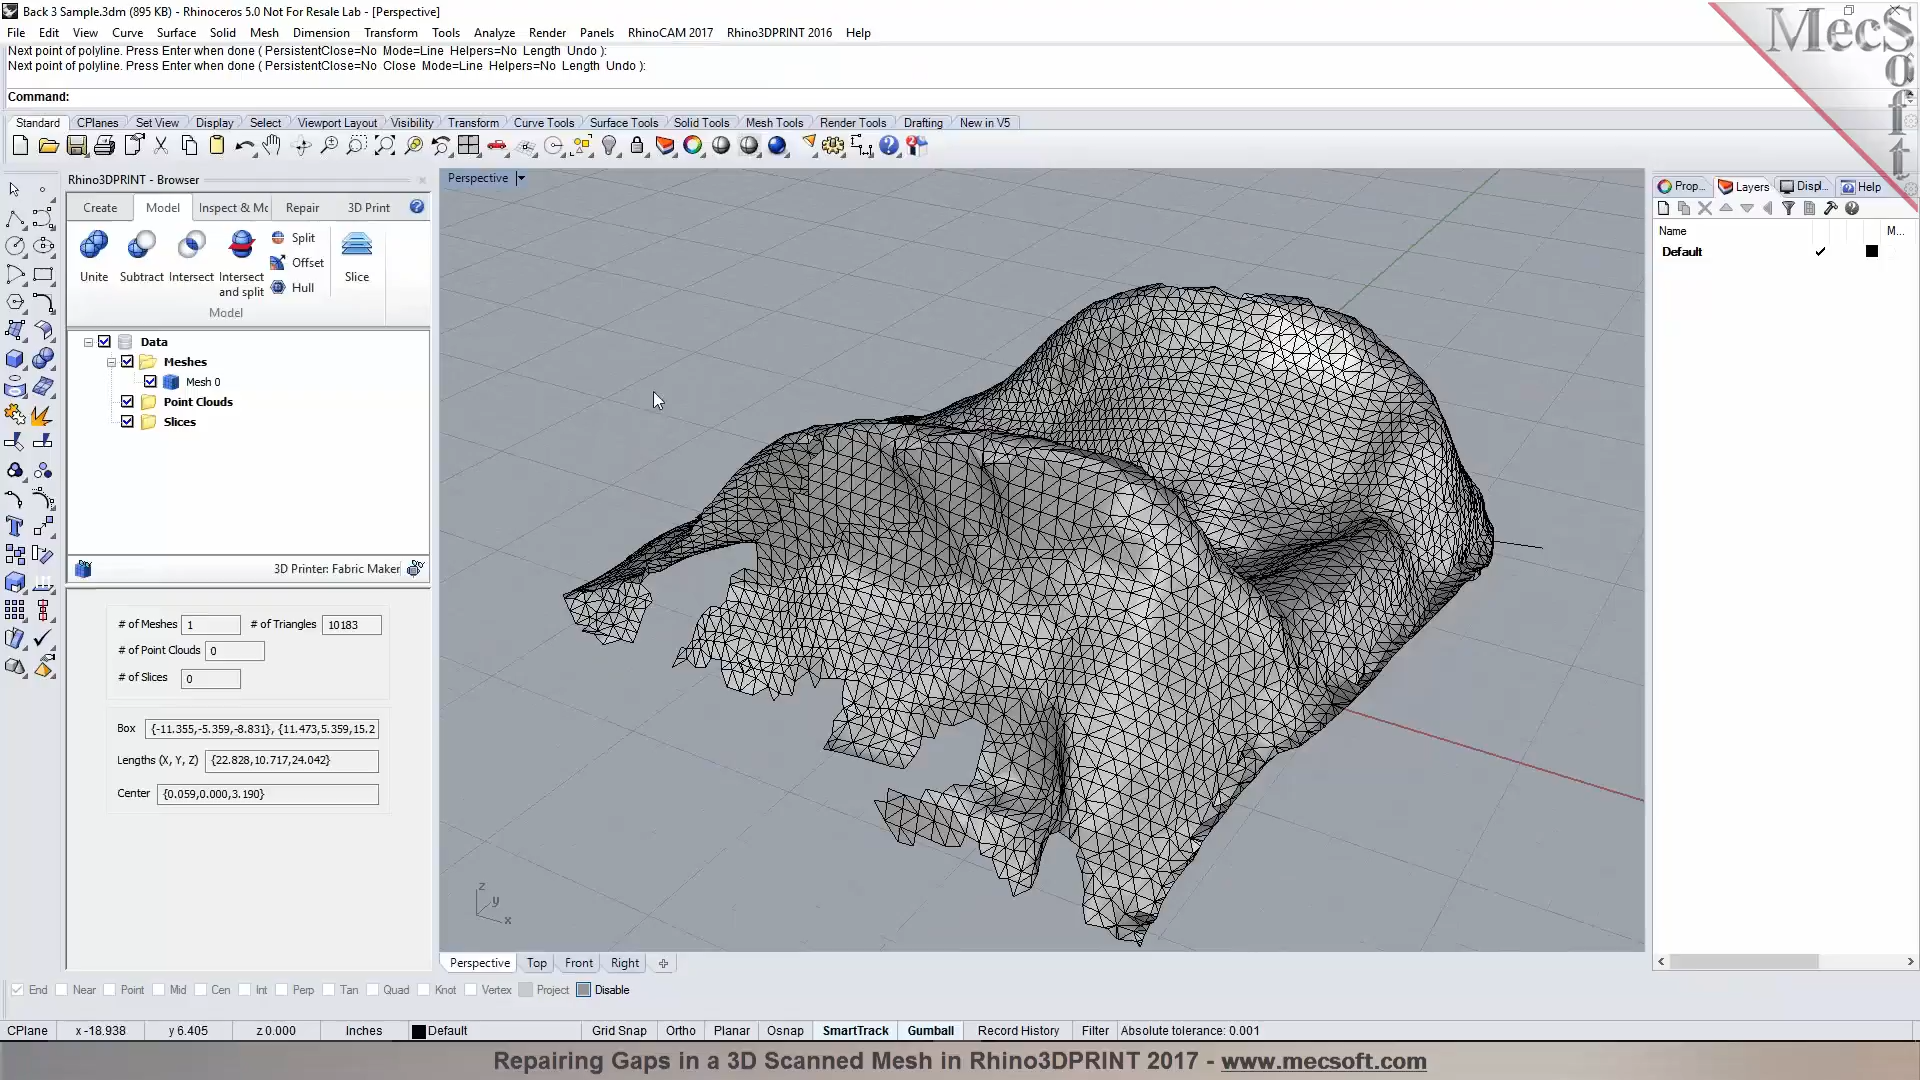 Back 3 Sample.3dm (895 KB) - Rhinoceros 5.0 Not For Resale Lab - [Perspective]
File Edit View Curve Surface Solid Mesh Dimension Transform Tools Analyze Render Panels RhinoCAM 2017 Rhino3DPRINT 2016 Help
Next point of polyline. Press Enter when done ( PersistentClose=No Mode=Line Helpers=No Length Undo ):
Next point of polyline. Press Enter when done ( PersistentClose=No Close Mode=Line Helpers=No Length Undo ):
Command:
Standard CPlanes Set View Display Select Viewport Layout Visibility Transform Curve Tools Surface Tools Solid Tools Mesh Tools Render Tools Drafting New in V5
MecSoft
Rhino3DPRINT - Browser
Create Model Inspect & Mc Repair 3D Print
Unite Subtract Intersect Intersect and split
Split
Offset
Hull
Slice
Model
Data
Meshes
Mesh 0
Point Clouds
Slices
3D Printer: Fabric Maker
# of Meshes 1 # of Triangles 10183
# of Point Clouds 0
# of Slices 0
Box {-11.355,-5.359,-8.831}, {11.473,5.359,15.2
Lengths (X, Y, Z) {22.828,10.717,24.042}
Center {0.059,0.000,3.190}
Perspective
z
y
x
Perspective Top Front Right
Prop... Layers Displ... Help
Name M...
Default
End Near Point Mid Cen Int Perp Tan Quad Knot Vertex Project Disable
CPlane x -18.938 y 6.405 z 0.000 Inches Default Grid Snap Ortho Planar Osnap SmartTrack Gumball Record History Filter Absolute tolerance: 0.001
Repairing Gaps in a 3D Scanned Mesh in Rhino3DPRINT 2017 - www.mecsoft.com